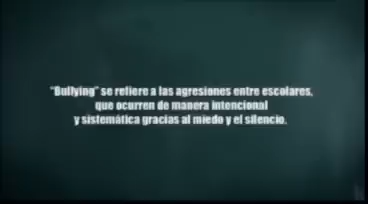 "Bullying" se refiere a las agresiones entre escolares,
que ocurren de manera intencional
y sistemática gracias al miedo y el silencio.